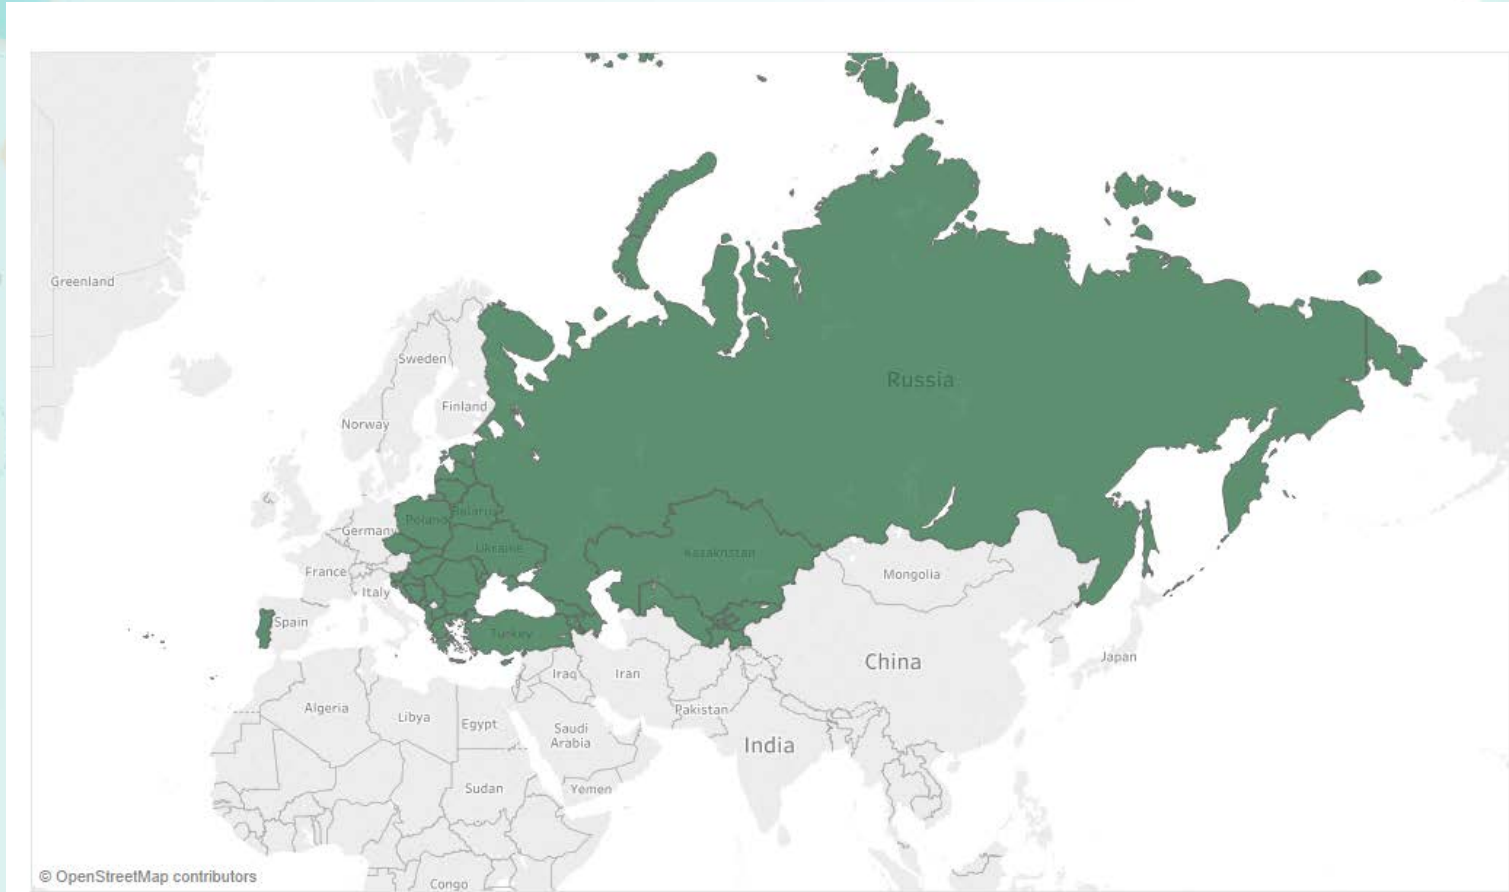 Greenland
Russia
Sweden
Finland
Norway
Poland
Belarus
Germany
Ukraine
Kazakhstan
France
Mongolia
Italy
Spain
Turkey
China
Japan
Iraq
Iran
Algeria
Libya
Egypt
Pakistan
Saudi
Arabia
India
Sudan
Yemen
© OpenStreetMap contributors
Congo